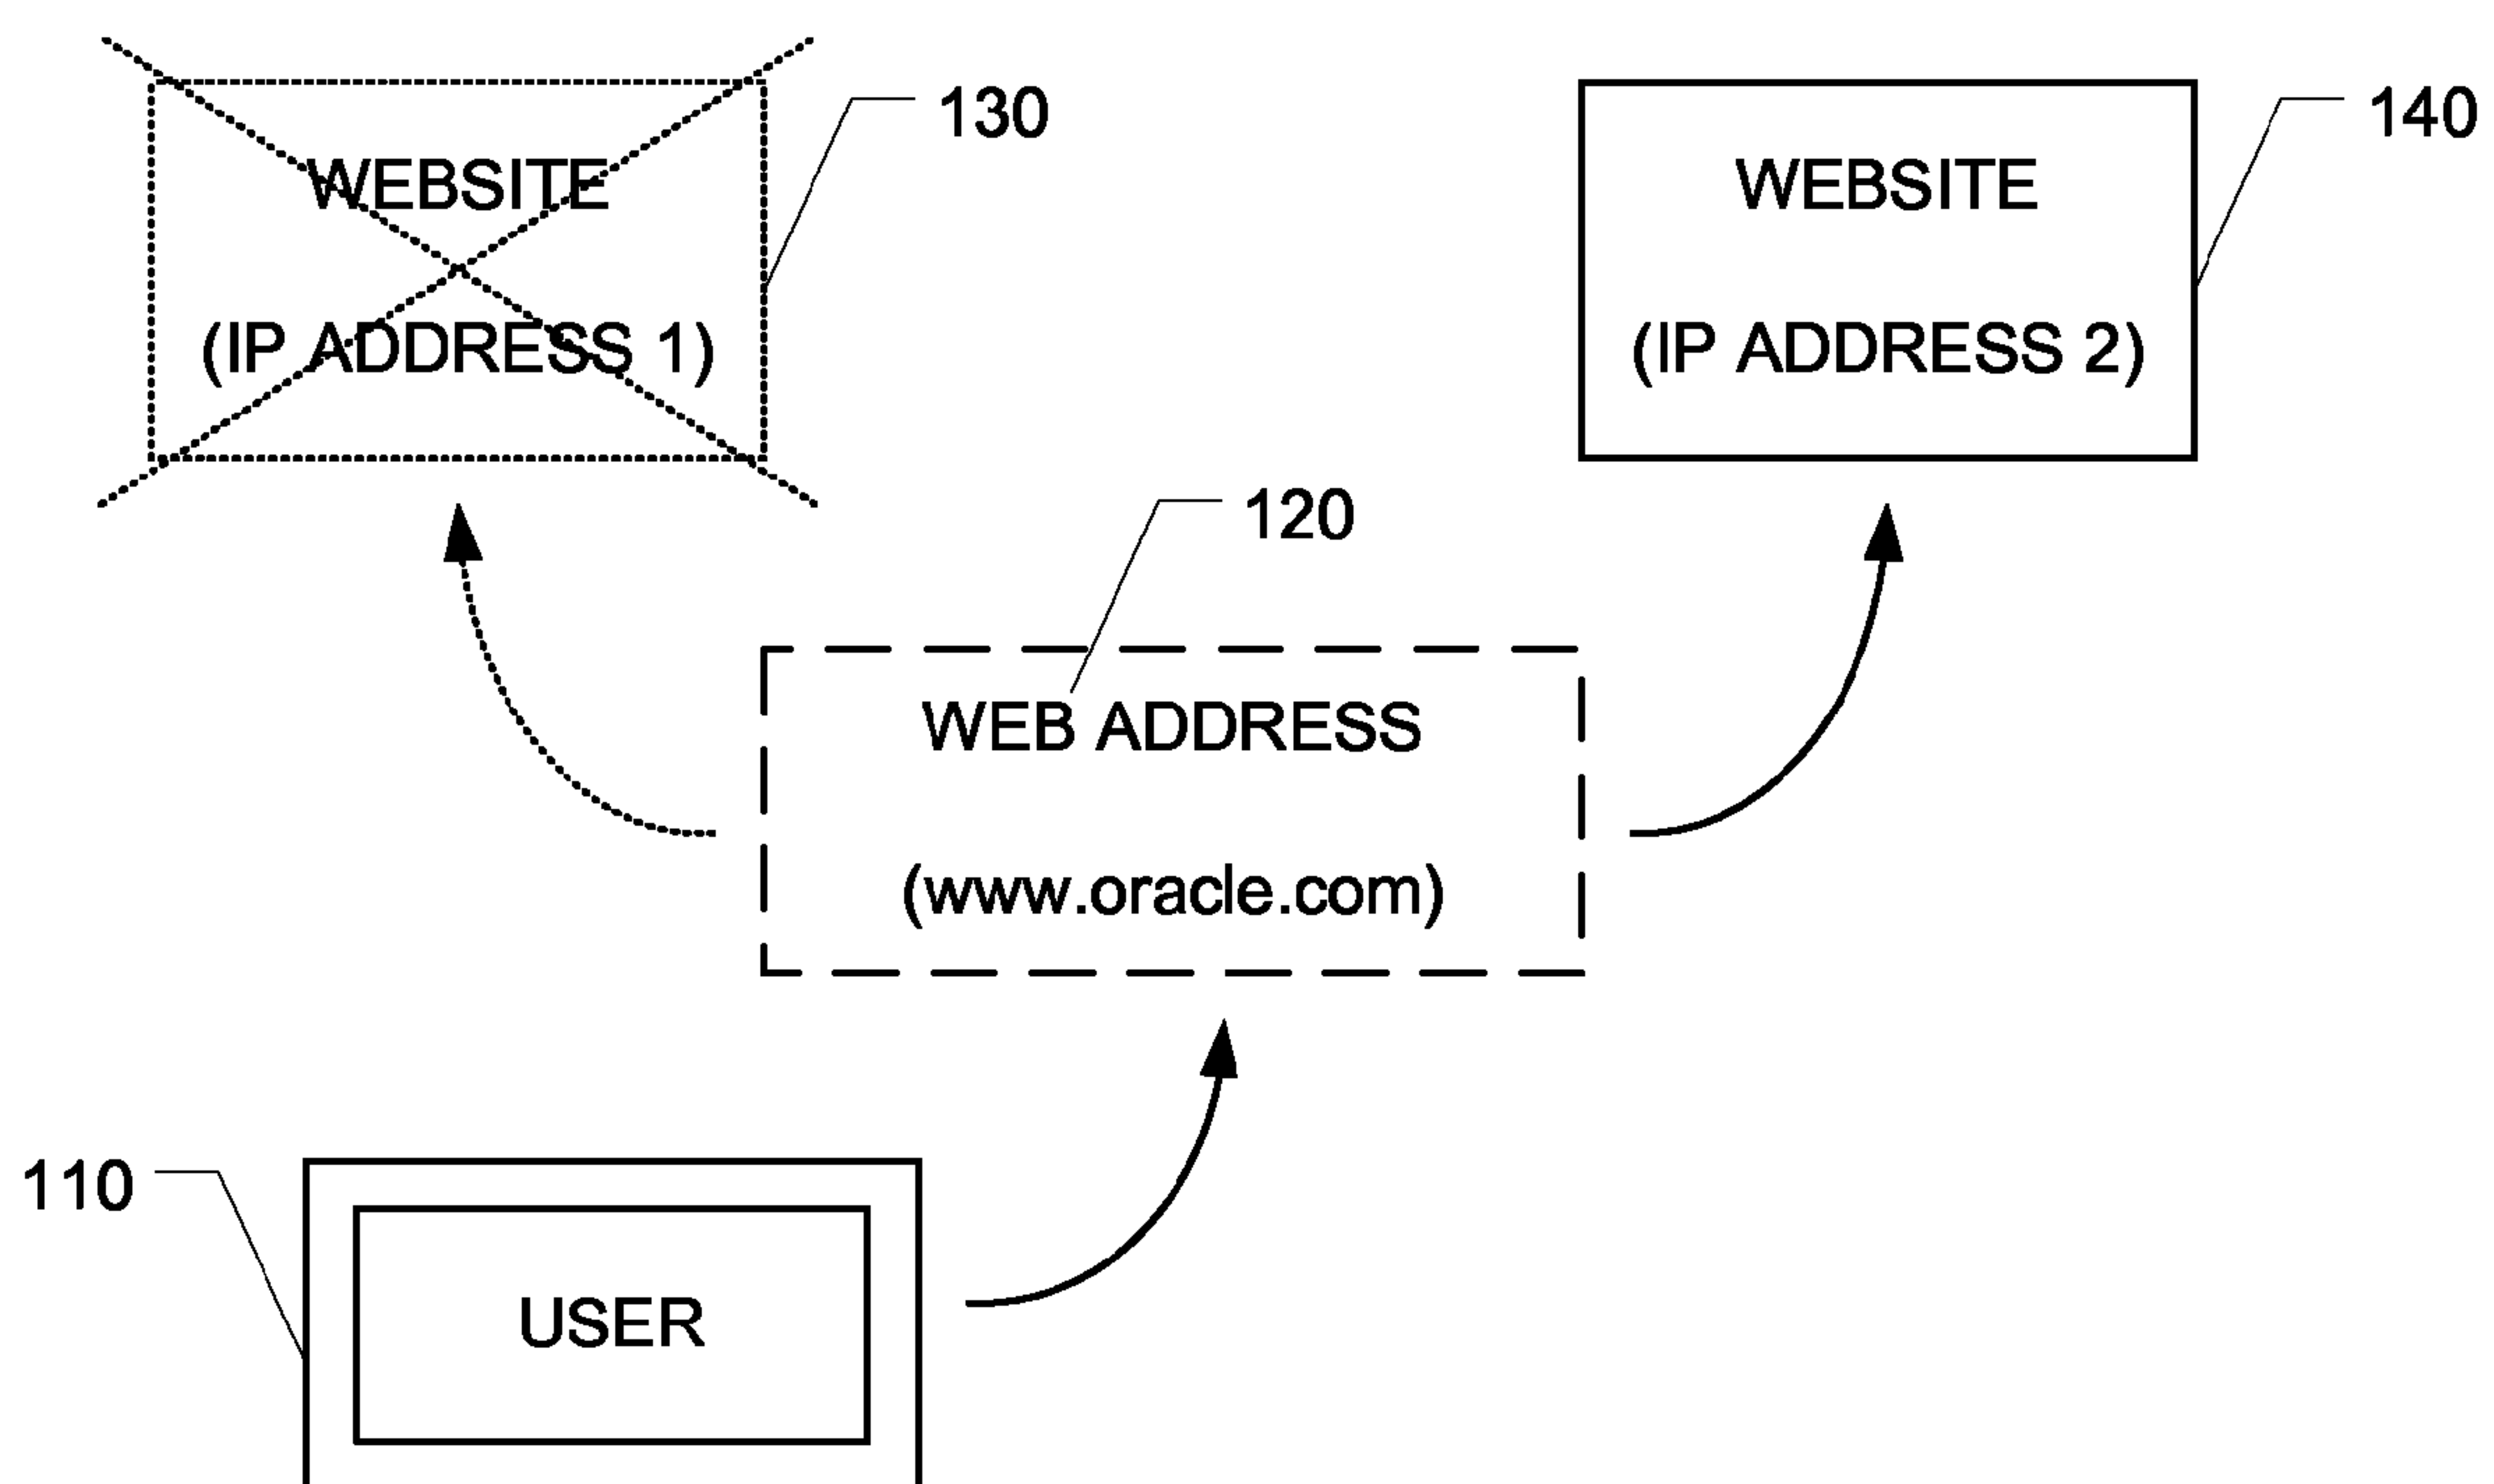 130
WEBSITE
(IP ADDRESS 1)
140
WEBSITE
(IP ADDRESS 2)
120
WEB ADDRESS
(www.oracle.com)
110
USER